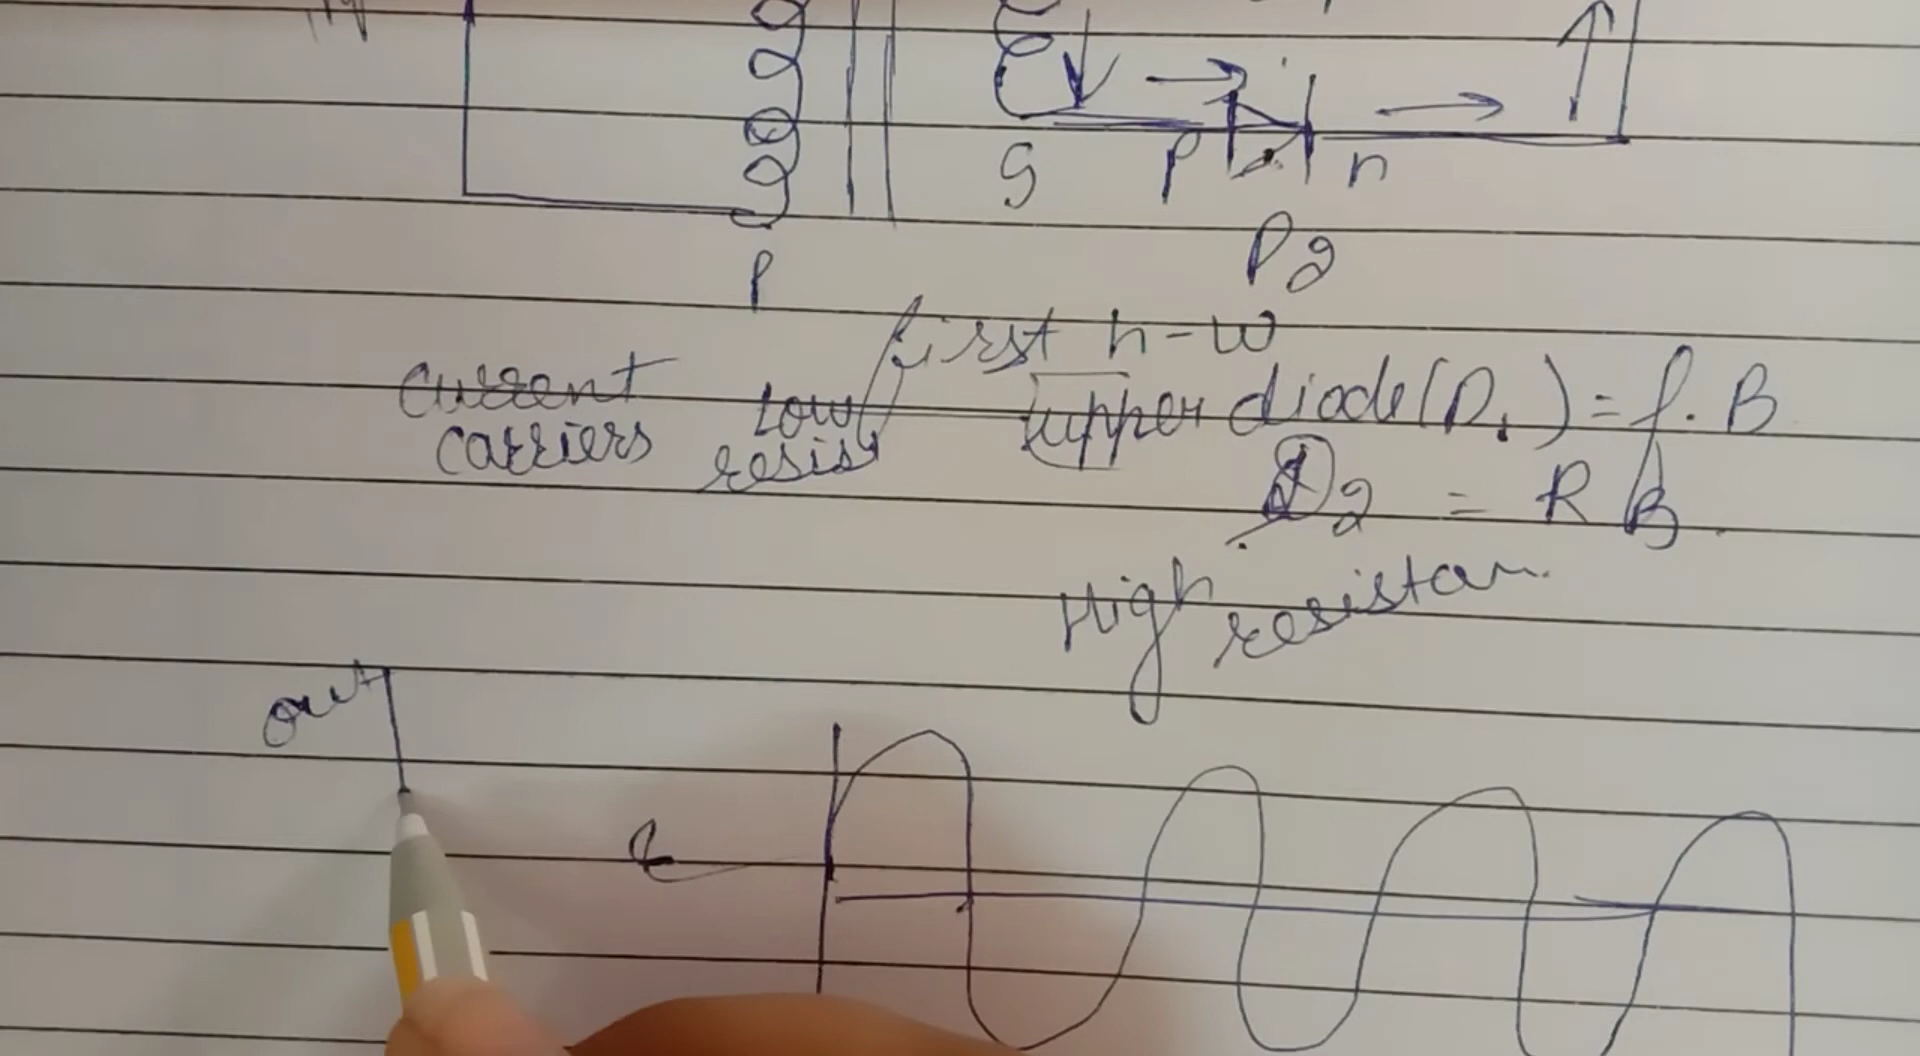 S P n
D2
P
first h-w
current Low upper diode (D1) = f.B
carriers resis D2 = R B.
High resistan
out